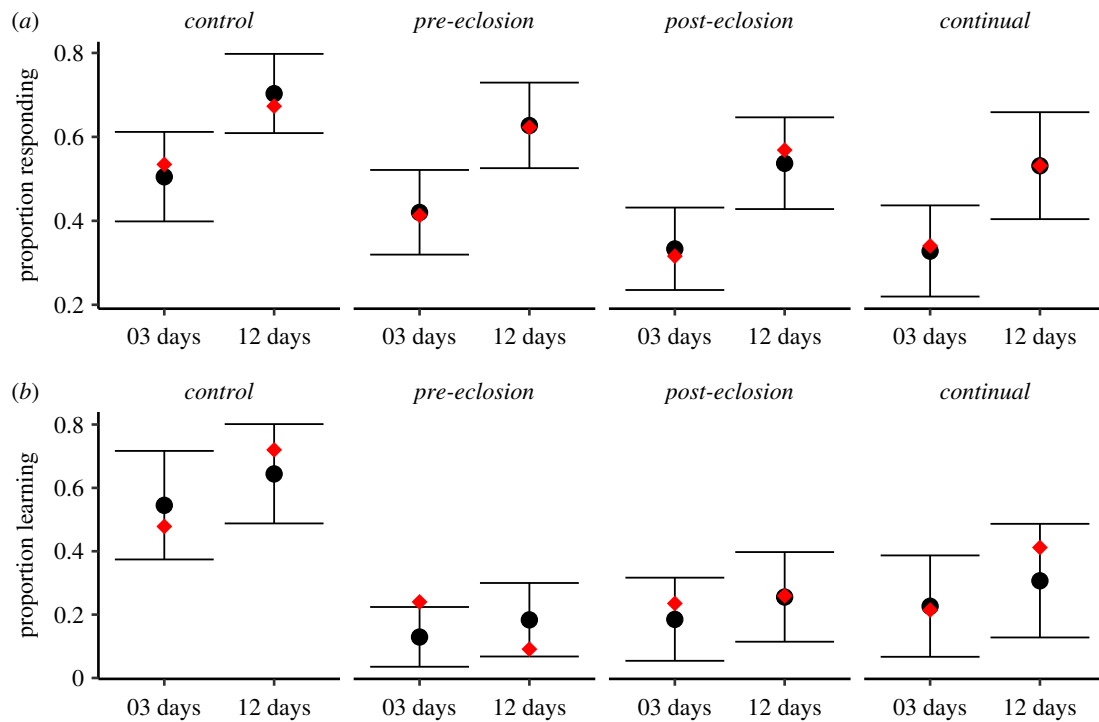 (a) control pre-eclosion post-eclosion continual
proportion responding
0.8
0.6
0.4
0.2
03 days 12 days 03 days 12 days 03 days 12 days 03 days 12 days
(b) control pre-eclosion post-eclosion continual
proportion learning
0.8
0.6
0.4
0.2
0
03 days 12 days 03 days 12 days 03 days 12 days 03 days 12 days